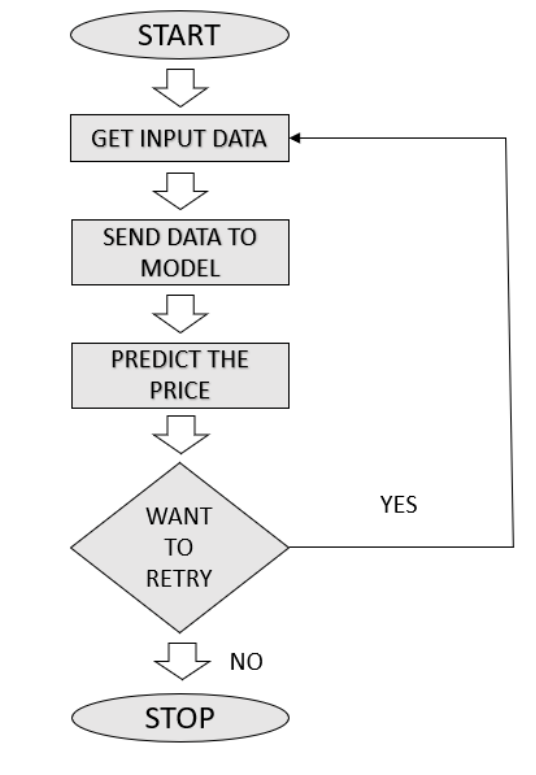 START
GET INPUT DATA
SEND DATA TO
MODEL
PREDICT THE
PRICE
WANT
TO
RETRY
YES
NO
STOP